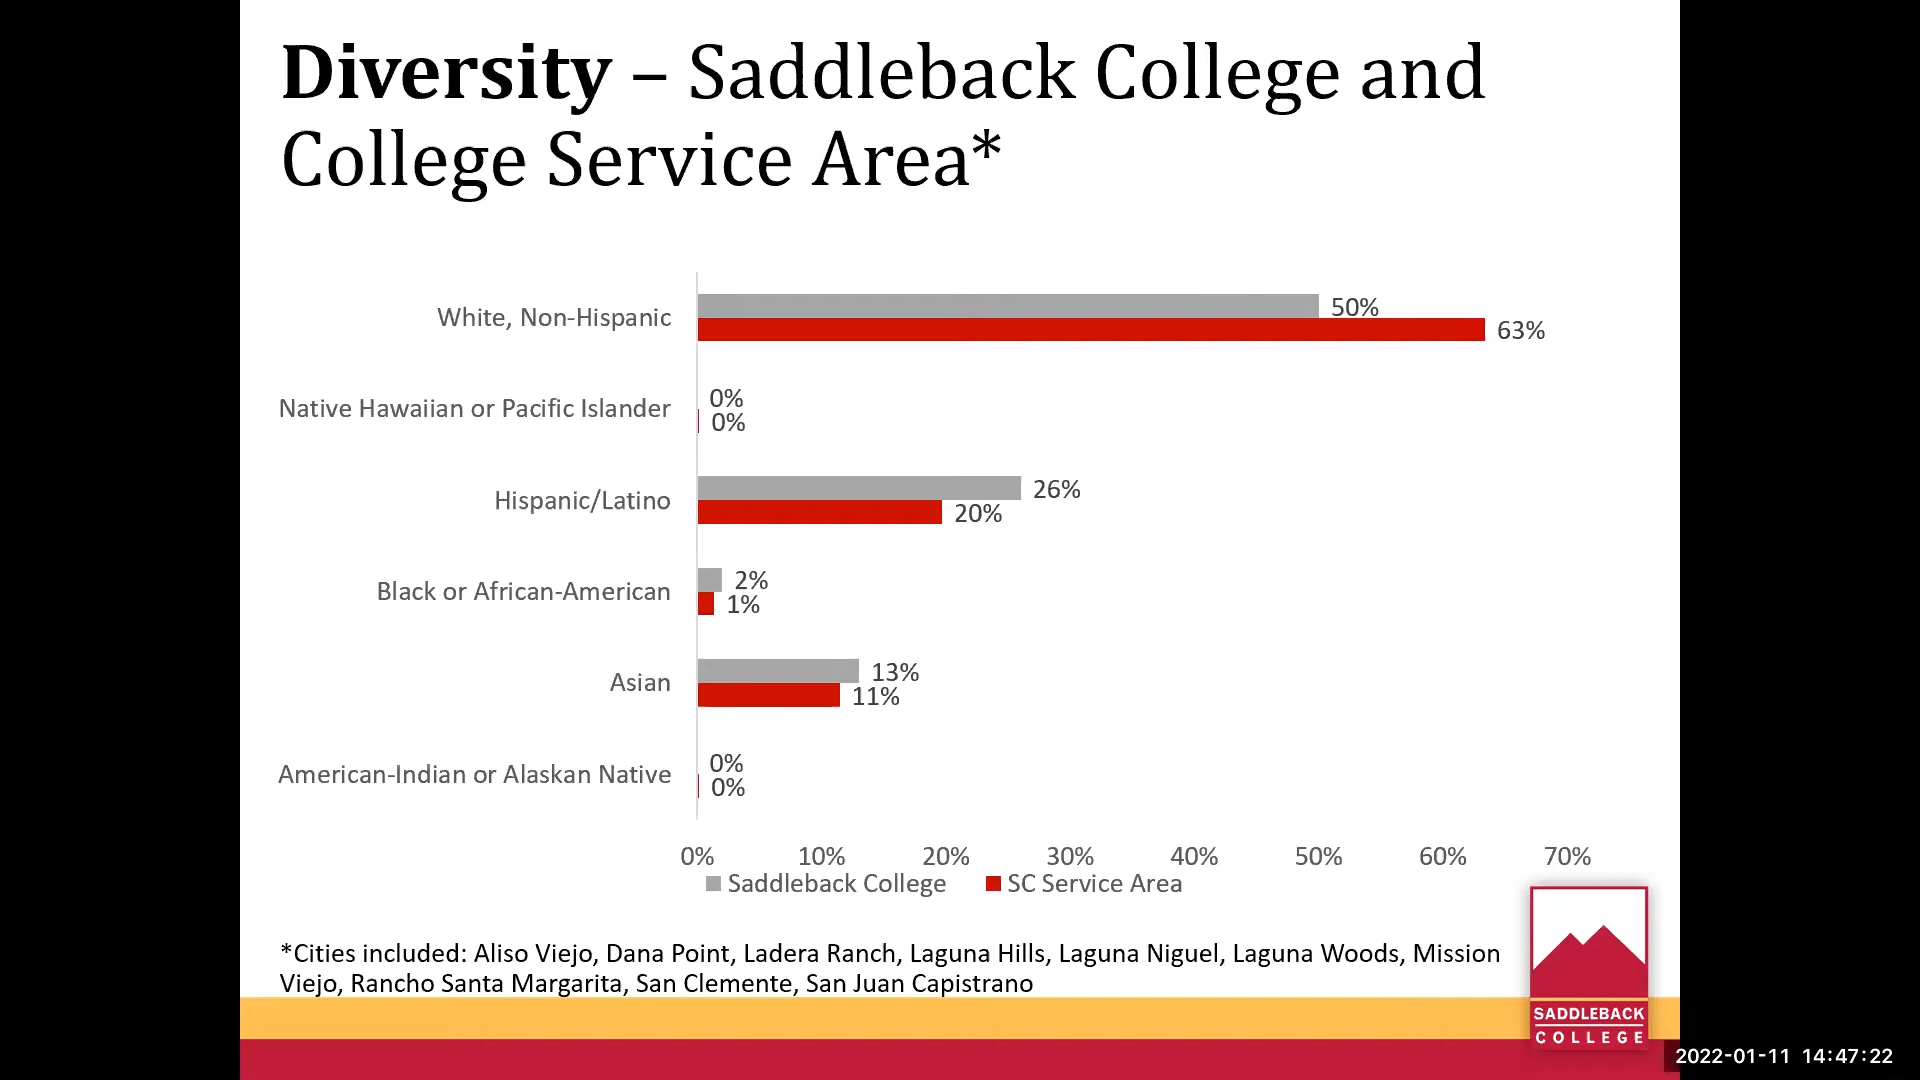 Diversity – Saddleback College and
College Service Area*
White, Non-Hispanic
50%
63%
Native Hawaiian or Pacific Islander
0%
0%
Hispanic/Latino
26%
20%
Black or African-American
2%
1%
Asian
13%
11%
American-Indian or Alaskan Native
0%
0%
0% 10% 20% 30% 40% 50% 60% 70%
Saddleback College SC Service Area
*Cities included: Aliso Viejo, Dana Point, Ladera Ranch, Laguna Hills, Laguna Niguel, Laguna Woods, Mission
Viejo, Rancho Santa Margarita, San Clemente, San Juan Capistrano
SADDLEBACK
COLLEGE
2022-01-11 14:47:22